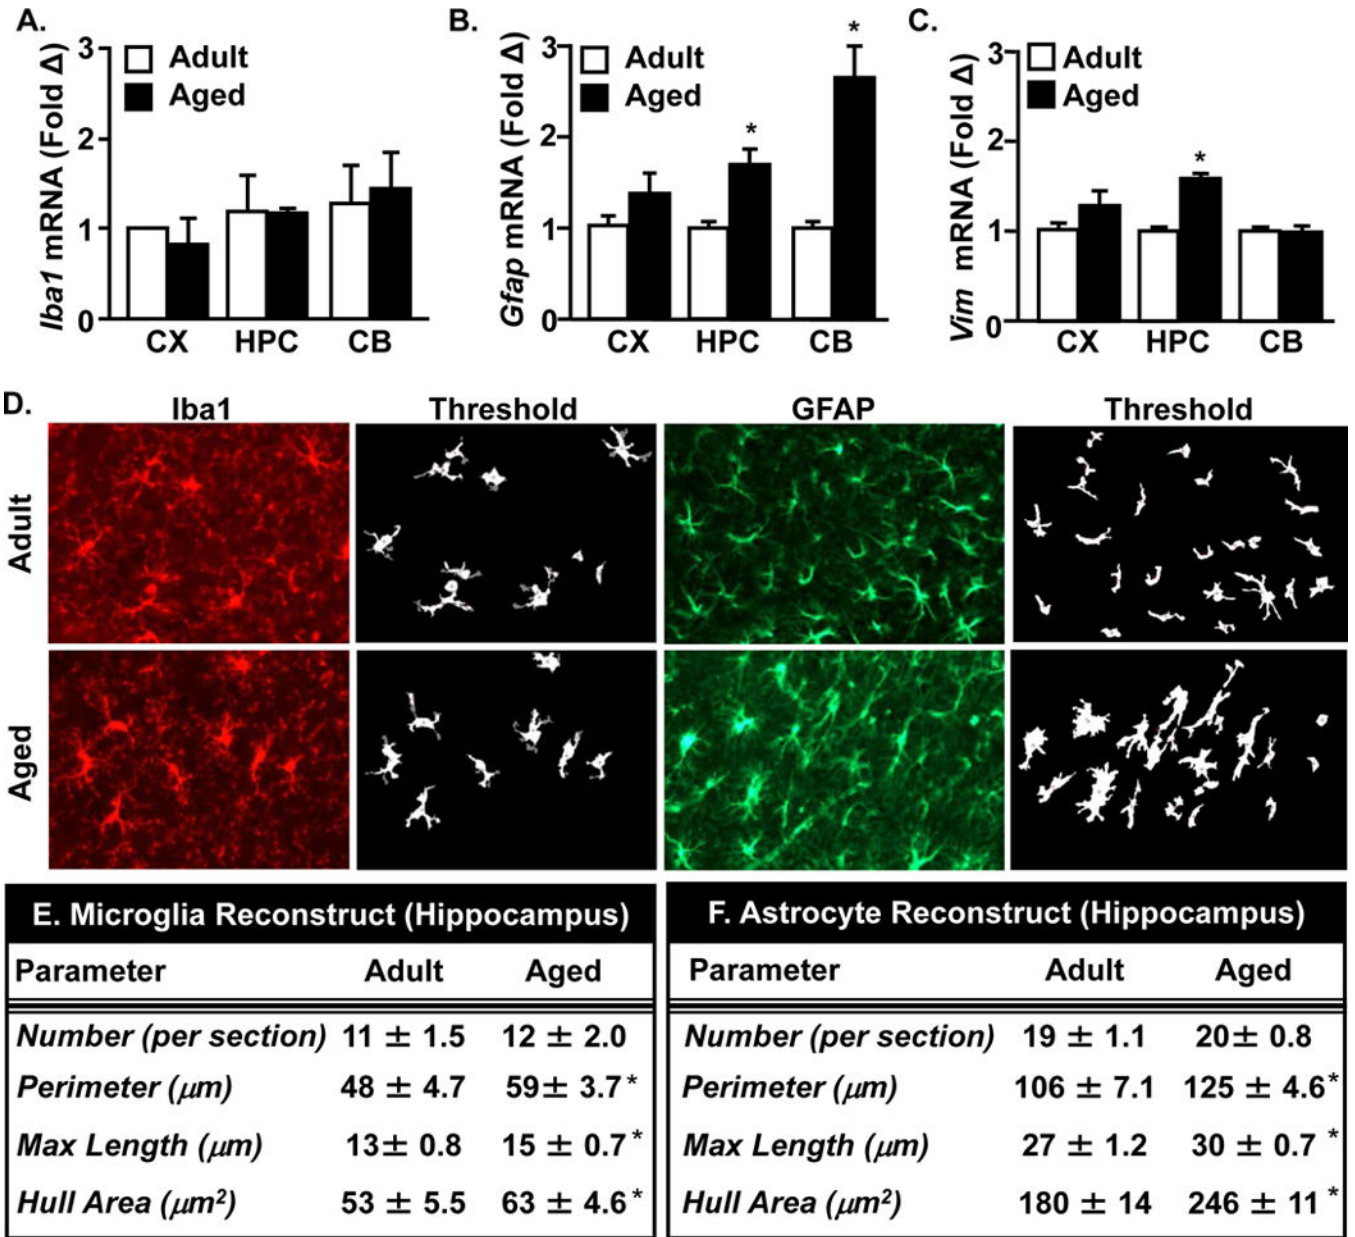 A.
Iba1 mRNA (Fold Δ)
3
2
1
0
Adult
Aged
CX HPC CB
B.
Gfap mRNA (Fold Δ)
3
2
1
0
Adult
Aged
*
*
CX HPC CB
C.
Vim mRNA (Fold Δ)
3
2
1
0
Adult
Aged
*
CX HPC CB
D.
Iba1 Threshold GFAP Threshold
Adult
Aged
E. Microglia Reconstruct (Hippocampus)
Parameter Adult Aged
Number (per section) 11 ± 1.5 12 ± 2.0
Perimeter (μm) 48 ± 4.7 59± 3.7*
Max Length (μm) 13± 0.8 15 ± 0.7*
Hull Area (μm²) 53 ± 5.5 63 ± 4.6*
F. Astrocyte Reconstruct (Hippocampus)
Parameter Adult Aged
Number (per section) 19 ± 1.1 20± 0.8
Perimeter (μm) 106 ± 7.1 125 ± 4.6*
Max Length (μm) 27 ± 1.2 30 ± 0.7 *
Hull Area (μm²) 180 ± 14 246 ± 11 *